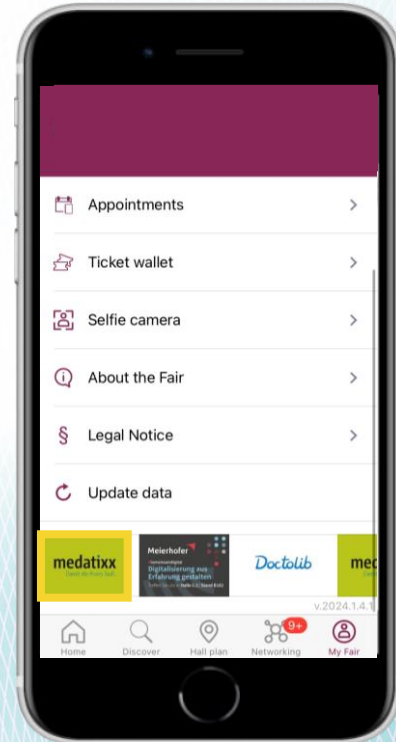 Appointments
Ticket wallet
Selfie camera
About the Fair
§ Legal Notice
Update data
medatixx
Meierhofer
Digitalisierung aus
Erfahrung gestalten
Doctolib
med
v.2024.1.4.1
Home
Discover
Hall plan
Networking
9+
My Fair